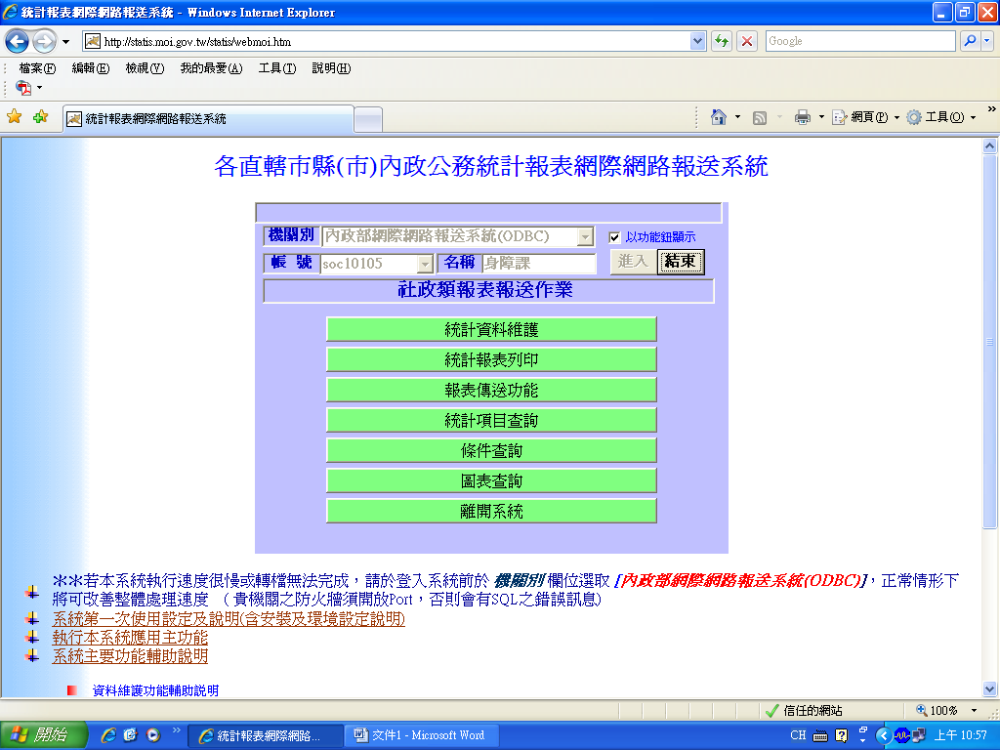 統計報表網際網路報送系統 - Windows Internet Explorer
http://statis.moi.gov.tw/statis/webmoi.htm
Google
檔案(F) 編輯(E) 檢視(V) 我的最愛(A) 工具(T) 說明(H)
統計報表網際網路報送系統
網頁(P) 工具(O) »
各直轄市縣(市)內政公務統計報表網際網路報送系統
機關別 內政部網際網路報送系統(ODBC) 以功能鈕顯示
帳 號 soc10105 名稱 身障課 進入 結束
社政類報表報送作業
統計資料維護
統計報表列印
報表傳送功能
統計項目查詢
條件查詢
圖表查詢
離開系統
＊＊若本系統執行速度很慢或轉檔無法完成，請於登入系統前於 機關別 欄位選取 [內政部網際網路報送系統(ODBC)]，正常情形下
將可改善整體處理速度 （ 貴機關之防火牆須開放Port，否則會有SQL之錯誤訊息)
系統第一次使用設定及說明(含安裝及環境設定說明)
執行本系統應用主功能
系統主要功能輔助說明
資料維護功能輔助說明
信任的網站 100%
開始 » 統計報表網際網路... 文件1 - Microsoft Word CH 上午 10:57